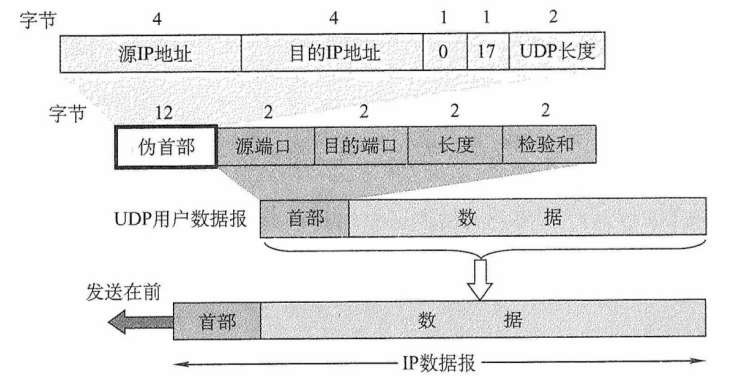 字节 4 4 1 1 2
源IP地址 目的IP地址 0 17 UDP长度
字节 12 2 2 2 2
伪首部 源端口 目的端口 长度 检验和
UDP用户数据报 首部 数 据
发送在前
首部 数 据
IP数据报